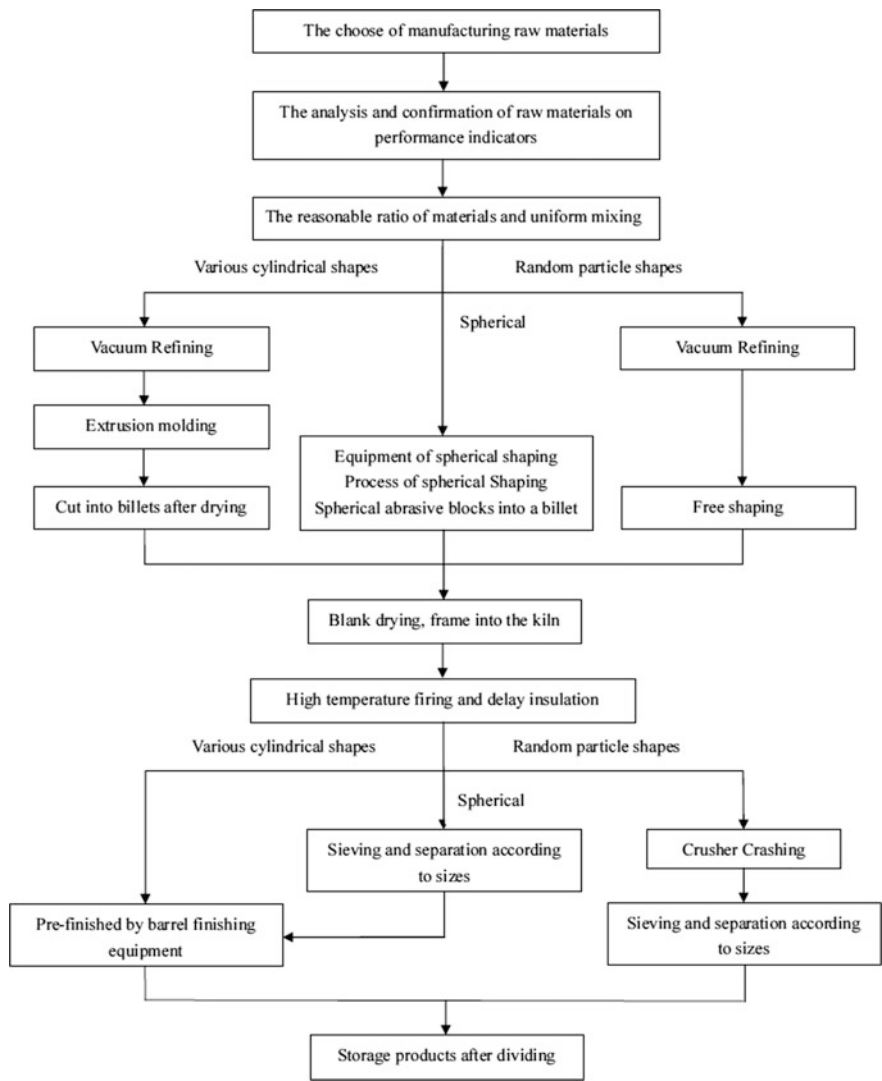 The choose of manufacturing raw materials
The analysis and confirmation of raw materials on
performance indicators
The reasonable ratio of materials and uniform mixing
Various cylindrical shapes
Random particle shapes
Spherical
Vacuum Refining
Vacuum Refining
Extrusion molding
Equipment of spherical shaping
Process of spherical Shaping
Spherical abrasive blocks into a billet
Cut into billets after drying
Free shaping
Blank drying, frame into the kiln
High temperature firing and delay insulation
Various cylindrical shapes
Random particle shapes
Spherical
Sieving and separation according
to sizes
Crusher Crashing
Pre-finished by barrel finishing
equipment
Sieving and separation according
to sizes
Storage products after dividing